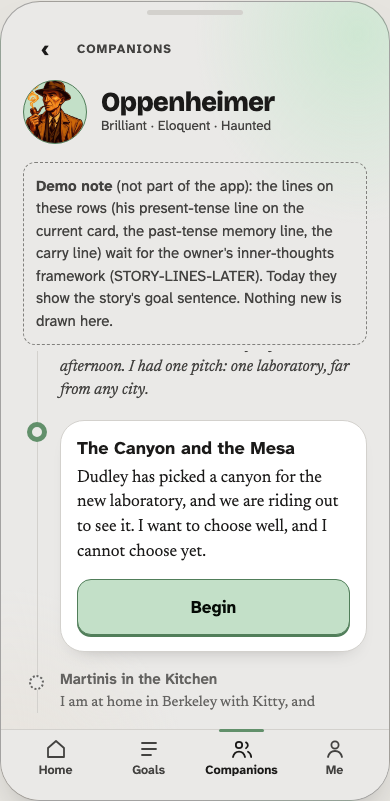 COMPANIONS
Oppenheimer
Brilliant · Eloquent · Haunted
Demo note (not part of the app): the lines on
these rows (his present-tense line on the
current card, the past-tense memory line, the
carry line) wait for the owner's inner-thoughts
framework (STORY-LINES-LATER). Today they
show the story's goal sentence. Nothing new is
drawn here.
afternoon. I had one pitch: one laboratory, far
from any city.
The Canyon and the Mesa
Dudley has picked a canyon for the
new laboratory, and we are riding out
to see it. I want to choose well, and I
cannot choose yet.
Begin
Martinis in the Kitchen
I am at home in Berkeley with Kitty, and
Home
Goals
Companions
Me